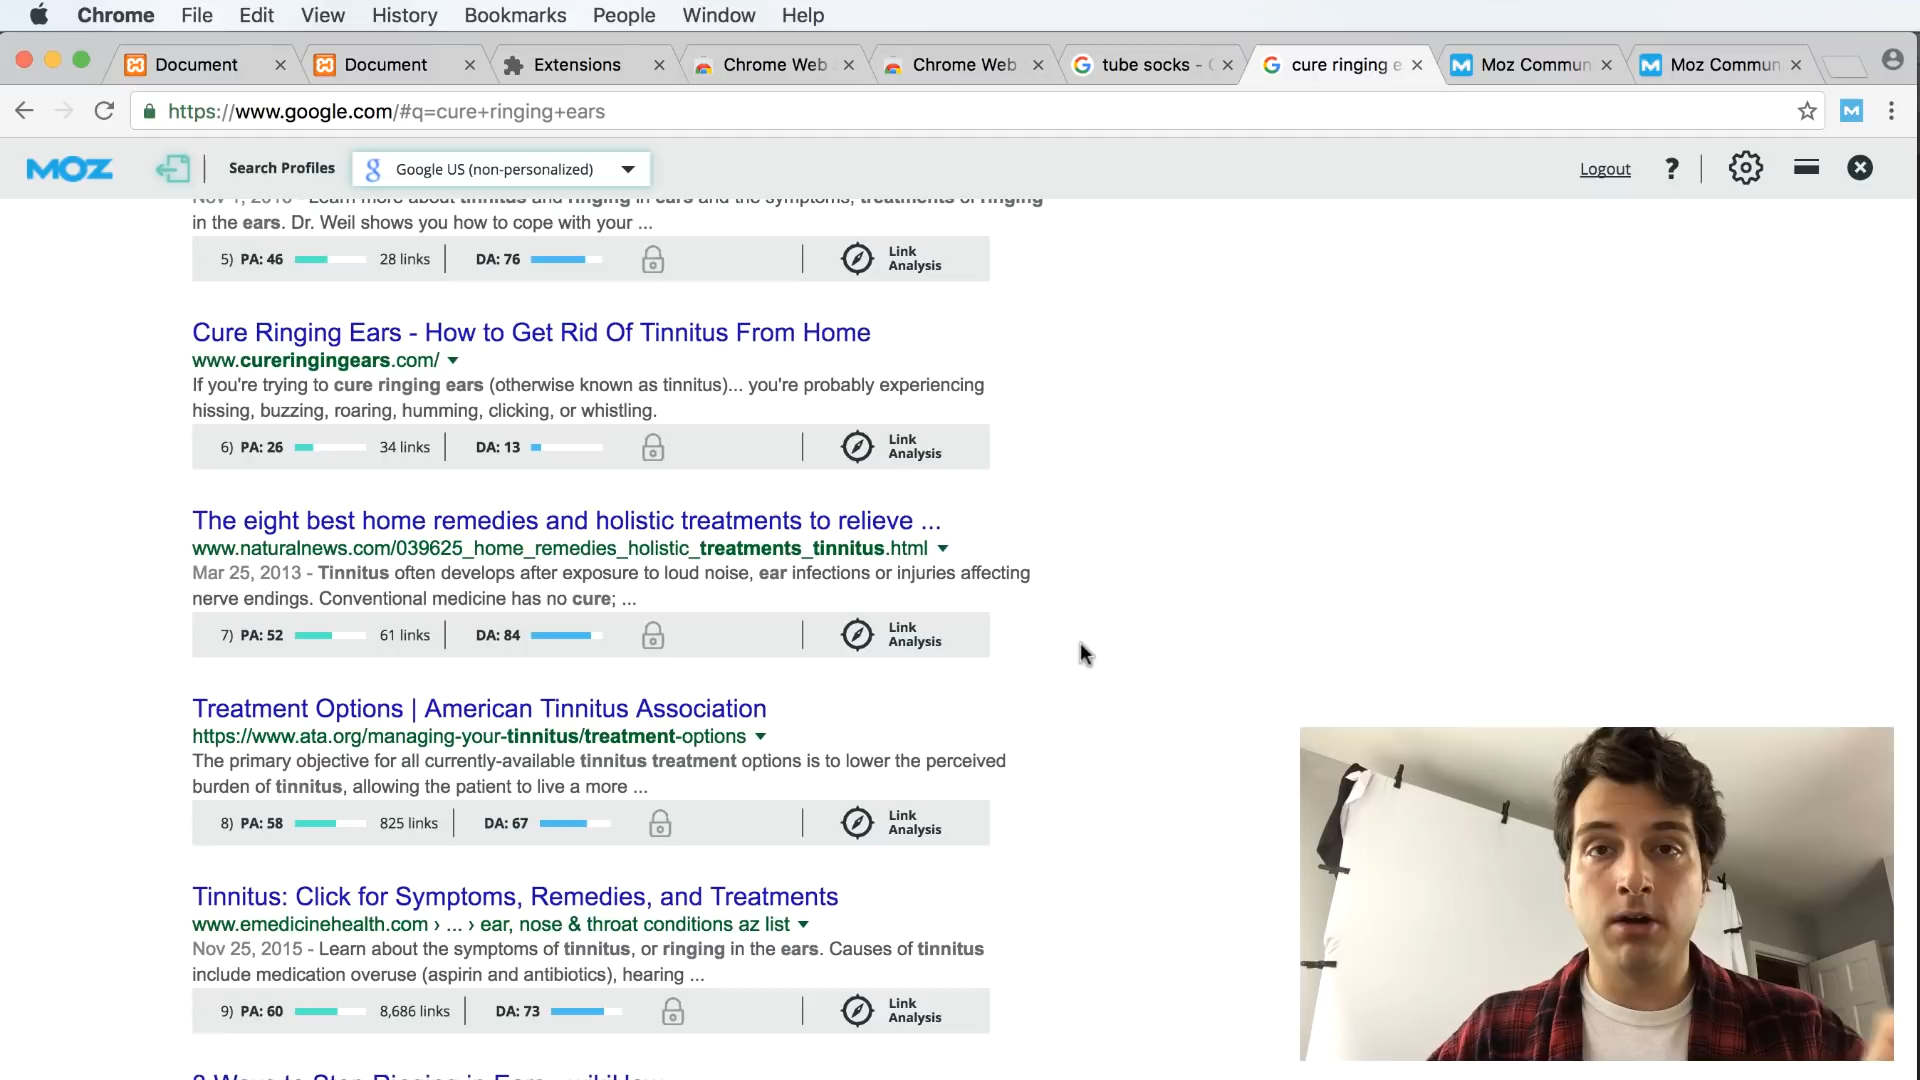 Chrome File Edit View History Bookmarks People Window Help
Document Document Extensions Chrome Web Chrome Web tube socks - cure ringing e Moz Commun Moz Commun
https://www.google.com/#q=cure+ringing+ears M
MOZ Search Profiles Google US (non-personalized) Logout ?
Nov 1, 2016 - Learn more about tinnitus and ringing in ears and the symptoms, treatments of ringing
in the ears. Dr. Weil shows you how to cope with your ...
5) PA: 46 28 links DA: 76 Link Analysis
Cure Ringing Ears - How to Get Rid Of Tinnitus From Home
www.cureringingears.com/
If you're trying to cure ringing ears (otherwise known as tinnitus)... you're probably experiencing
hissing, buzzing, roaring, humming, clicking, or whistling.
6) PA: 26 34 links DA: 13 Link Analysis
The eight best home remedies and holistic treatments to relieve ...
www.naturalnews.com/039625_home_remedies_holistic_treatments_tinnitus.html
Mar 25, 2013 - Tinnitus often develops after exposure to loud noise, ear infections or injuries affecting
nerve endings. Conventional medicine has no cure; ...
7) PA: 52 61 links DA: 84 Link Analysis
Treatment Options | American Tinnitus Association
https://www.ata.org/managing-your-tinnitus/treatment-options
The primary objective for all currently-available tinnitus treatment options is to lower the perceived
burden of tinnitus, allowing the patient to live a more ...
8) PA: 58 825 links DA: 67 Link Analysis
Tinnitus: Click for Symptoms, Remedies, and Treatments
www.emedicinehealth.com › ... › ear, nose & throat conditions az list
Nov 25, 2015 - Learn about the symptoms of tinnitus, or ringing in the ears. Causes of tinnitus
include medication overuse (aspirin and antibiotics), hearing ...
9) PA: 60 8,686 links DA: 73 Link Analysis
8 Ways to Stop Ringing in Ears - wikiHow